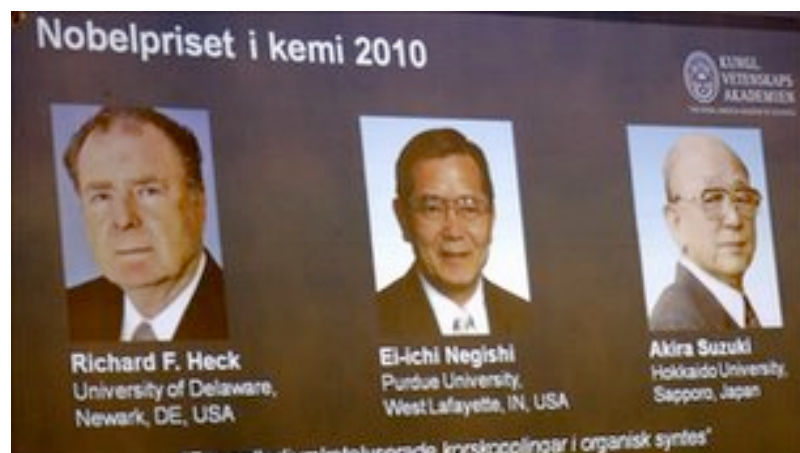 Nobelpriset i kemi 2010
KUNGL.
VETENSKAPS
AKADEMIEN
Richard F. Heck
University of Delaware,
Newark, DE, USA
Ei-ichi Negishi
Purdue University,
West Lafayette, IN, USA
Akira Suzuki
Hokkaido University,
Sapporo, Japan
korskopplingar i organisk syntes"